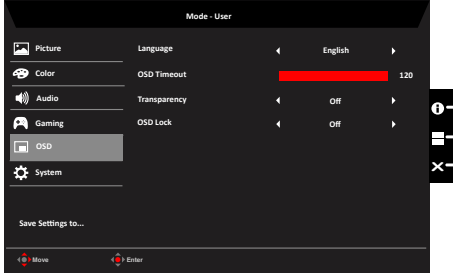 Mode - User
Picture
Language English
Color
OSD Timeout 120
Audio
Transparency Off
Gaming
OSD Lock Off
OSD
System
Save Settings to...
Move Enter